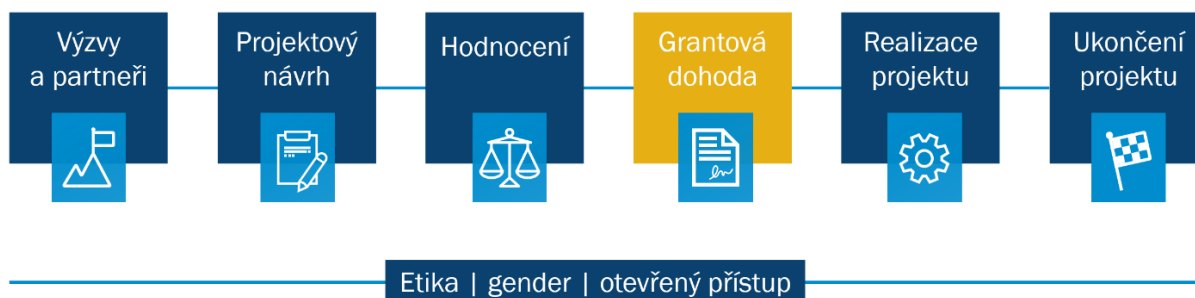 Výzvy
a partneři
Projektový
návrh
Hodnocení
Grantová
dohoda
Realizace
projektu
Ukončení
projektu
Etika | gender | otevřený přístup